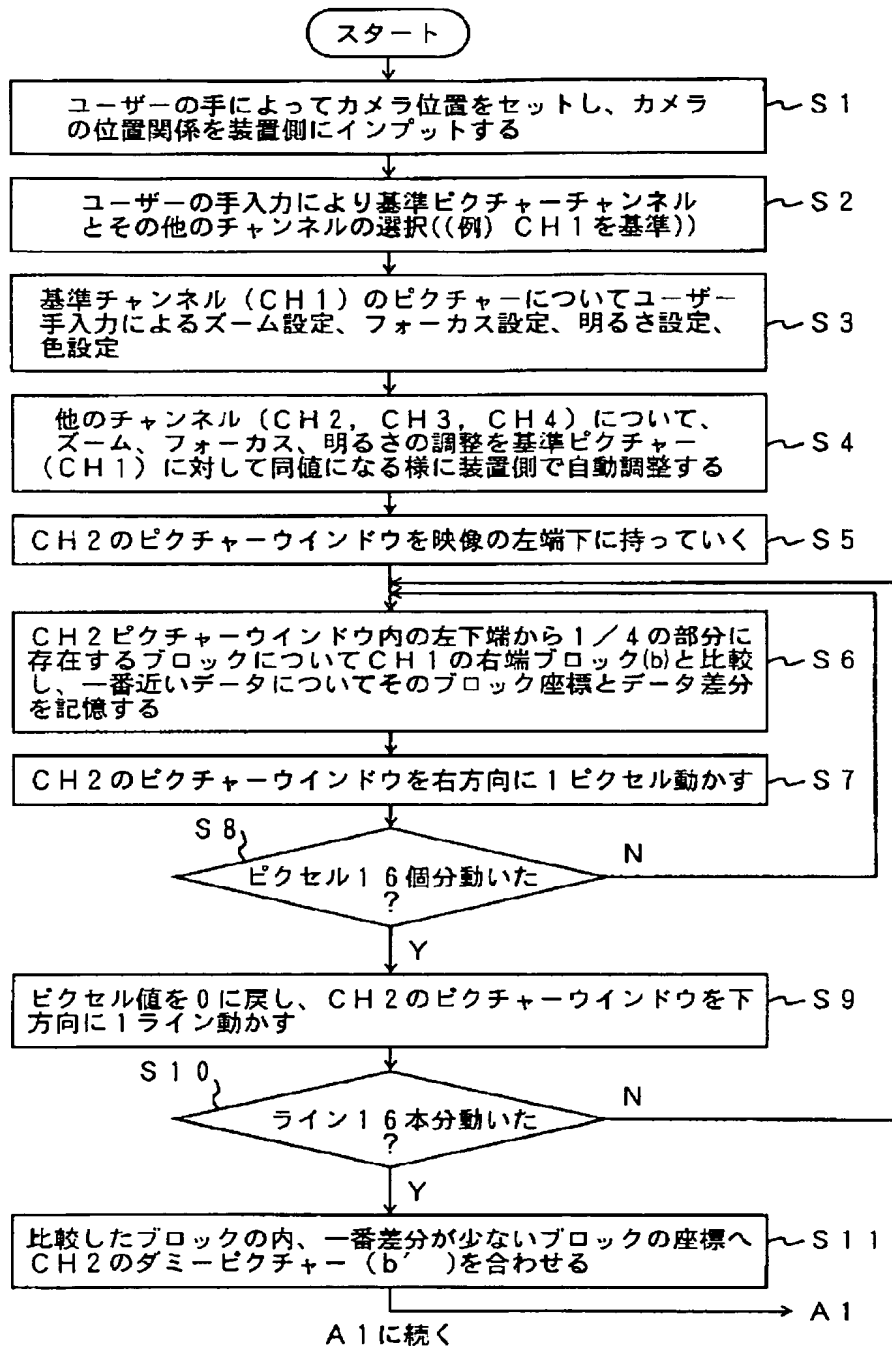 スタート
ユーザーの手によってカメラ位置をセットし、カメラ
の位置関係を装置側にインプットする
S1
ユーザーの手入力により基準ピクチャーチャンネル
とその他のチャンネルの選択((例) CH1を基準))
S2
基準チャンネル(CH1)のピクチャーについてユーザー
手入力によるズーム設定、フォーカス設定、明るさ設定、
色設定
S3
他のチャンネル(CH2, CH3, CH4)について、
ズーム、フォーカス、明るさの調整を基準ピクチャー
(CH1)に対して同値になる様に装置側で自動調整する
S4
CH2のピクチャーウインドウを映像の左端下に持っていく
S5
CH2ピクチャーウインドウ内の左下端から1/4の部分に
存在するブロックについてCH1の右端ブロック(b)と比較
し、一番近いデータについてそのブロック座標とデータ差分
を記憶する
S6
CH2のピクチャーウインドウを右方向に1ピクセル動かす
S7
S8
ピクセル16個分動いた
?
N
Y
ピクセル値を0に戻し、CH2のピクチャーウインドウを下
方向に1ライン動かす
S9
S10
ライン16本分動いた
?
N
Y
比較したブロックの内、一番差分が少ないブロックの座標へ
CH2のダミーピクチャー(b′)を合わせる
S11
A1
A1に続く